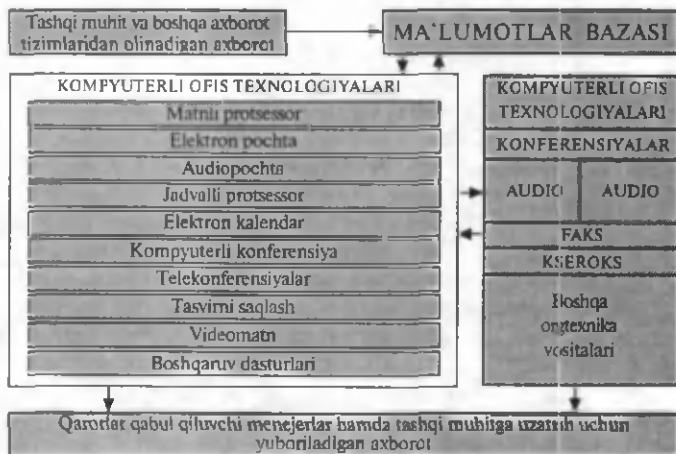 Tashqi muhit va boshqa axborot
tizimlaridan olinadigan axborot
MA'LUMOTLAR BAZASI
KOMPYUTERLI OFIS TEXNOLOGIYALARI
Matnli protsessor
Elektron pochta
Audiopochta
Jadvalli protsessor
Elektron kalendar
Kompyuterli konferensiya
Telekonferensiyalar
Tasvirni saqlash
Videomatn
Boshqaruv dasturlari
KOMPYUTERLI OFIS
TEXNOLOGIYALARI
KONFERENSIYALAR
AUDIO AUDIO
FAKS
KSEROKS
Boshqa
orgtexnika
vositalari
Qarorlar qabul qiluvchi menejerlar hamda tashqi muhitga uzatish uchun
yuboriladigan axborot